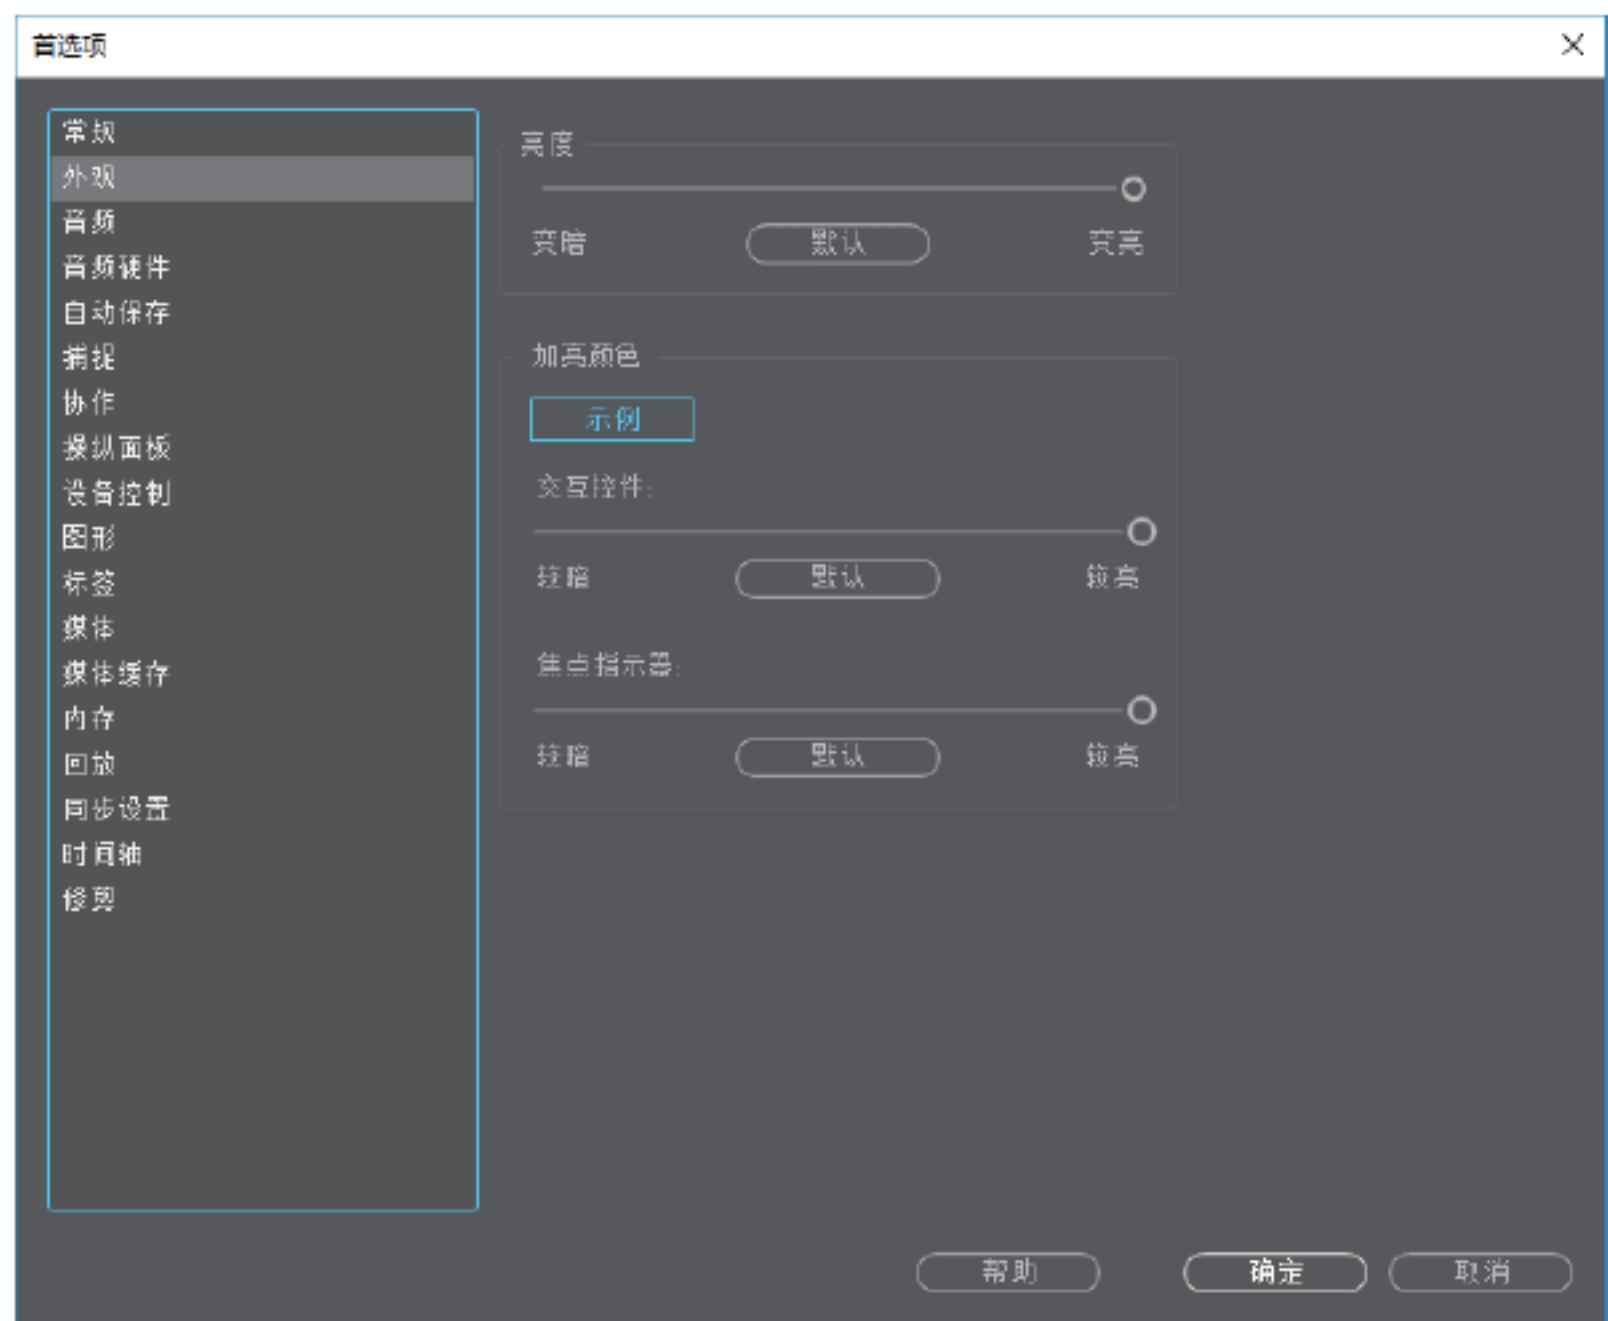 首选项
常规
外观
音频
音频硬件
自动保存
捕捉
协作
操纵面板
设备控制
图形
标签
媒体
媒体缓存
内存
回放
同步设置
时间轴
修剪
亮度
变暗 默认 变亮
加亮颜色
示例
交互控件:
较暗 默认 较亮
焦点指示器:
较暗 默认 较亮
帮助 确定 取消